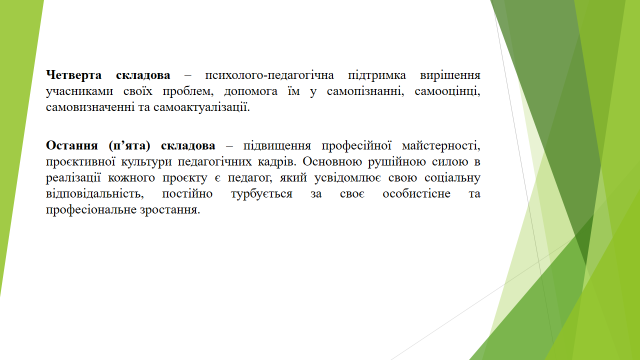 Четверта складова – психолого-педагогічна підтримка вирішення
учасниками своїх проблем, допомога їм у самопізнанні, самооцінці,
самовизначенні та самоактуалізації.
Остання (п’ята) складова – підвищення професійної майстерності,
проєктивної культури педагогічних кадрів. Основною рушійною силою в
реалізації кожного проєкту є педагог, який усвідомлює свою соціальну
відповідальність, постійно турбується за своє особистісне та
професіональне зростання.